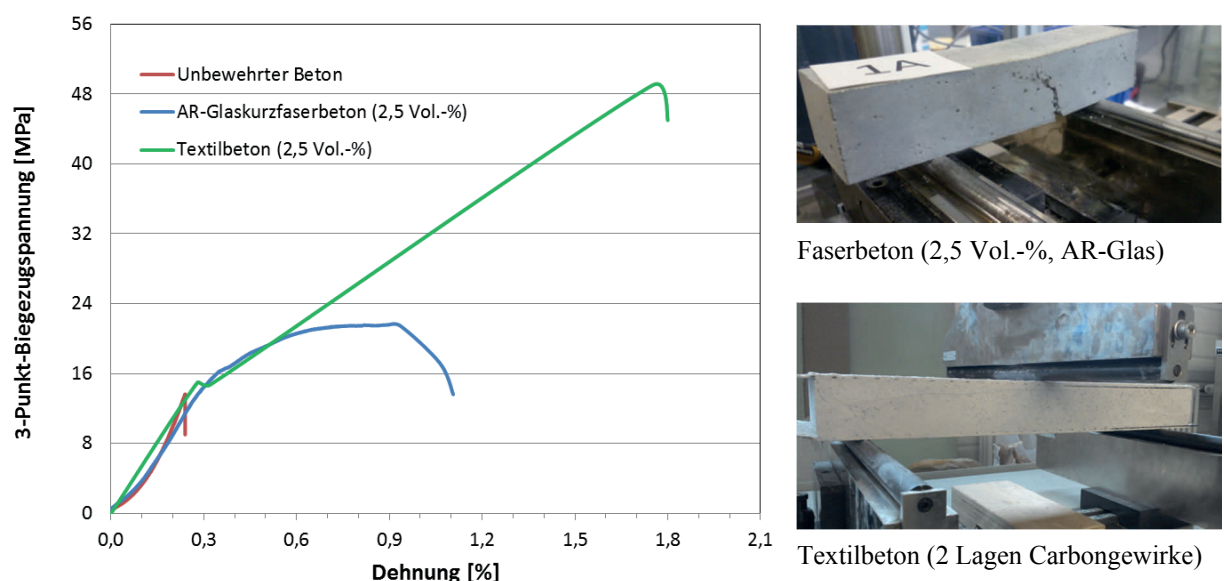 56
48
40
32
24
16
8
0
3-Punkt-Biegezugspannung [MPa]
Unbewehrter Beton
AR-Glaskurzfaserbeton (2,5 Vol.-%)
Textilbeton (2,5 Vol.-%)
0,0 0,3 0,6 0,9 1,2 1,5 1,8 2,1
Dehnung [%]
1A
Faserbeton (2,5 Vol.-%, AR-Glas)
Textilbeton (2 Lagen Carbongewirke)